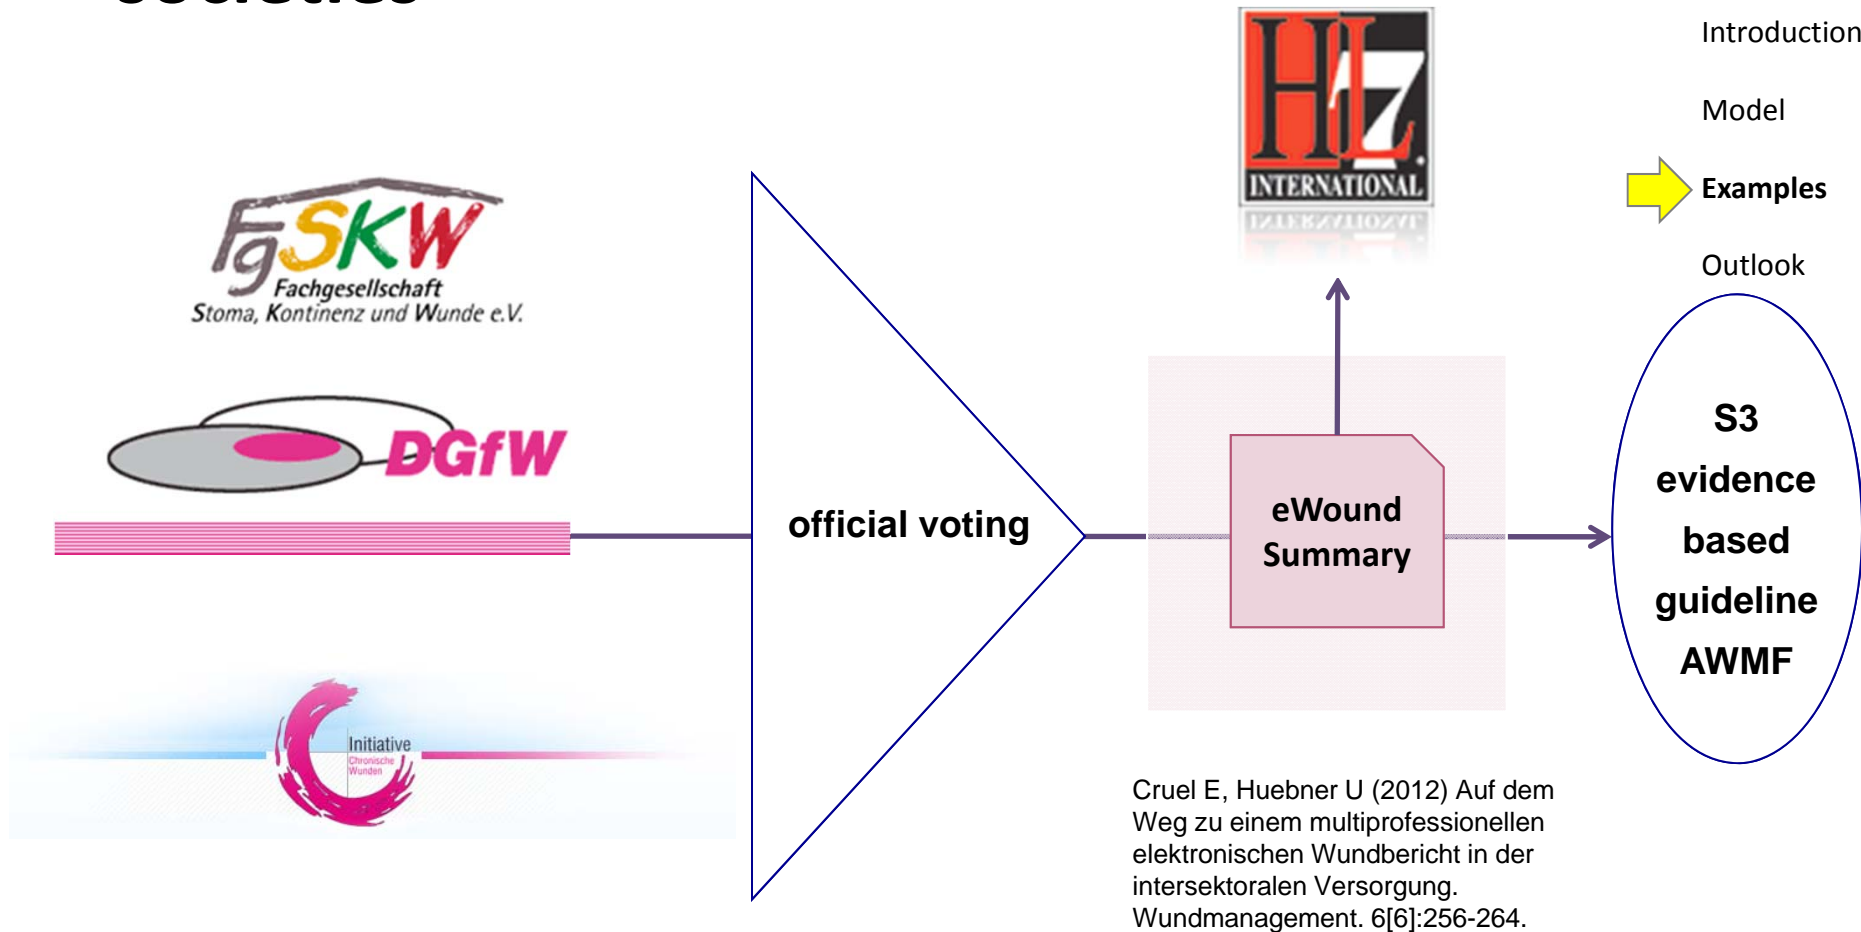 societies
Introduction
Model
Examples
Outlook
HL7
INTERNATIONAL
FgSKW
Fachgesellschaft
Stoma, Kontinenz und Wunde e.V.
DGfW
Initiative
Chronische
Wunden
official voting
eWound
Summary
S3
evidence
based
guideline
AWMF
Cruel E, Huebner U (2012) Auf dem
Weg zu einem multiprofessionellen
elektronischen Wundbericht in der
intersektoralen Versorgung.
Wundmanagement. 6[6]:256-264.